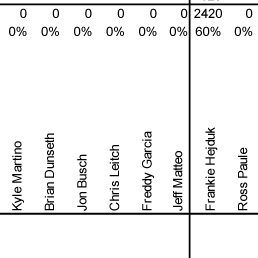 0 0 0 0 0 0 2420 0
0% 0% 0% 0% 0% 0% 60% 0%
Kyle Martino
Brian Dunseth
Jon Busch
Chris Leitch
Freddy Garcia
Jeff Matteo
Frankie Hejduk
Ross Paule